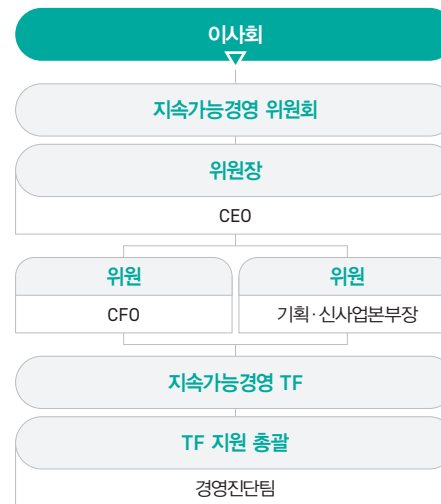 이사회
지속가능경영 위원회
위원장
CEO
위원
CFO
위원
기획·신사업본부장
지속가능경영 TF
TF 지원 총괄
경영진단팀